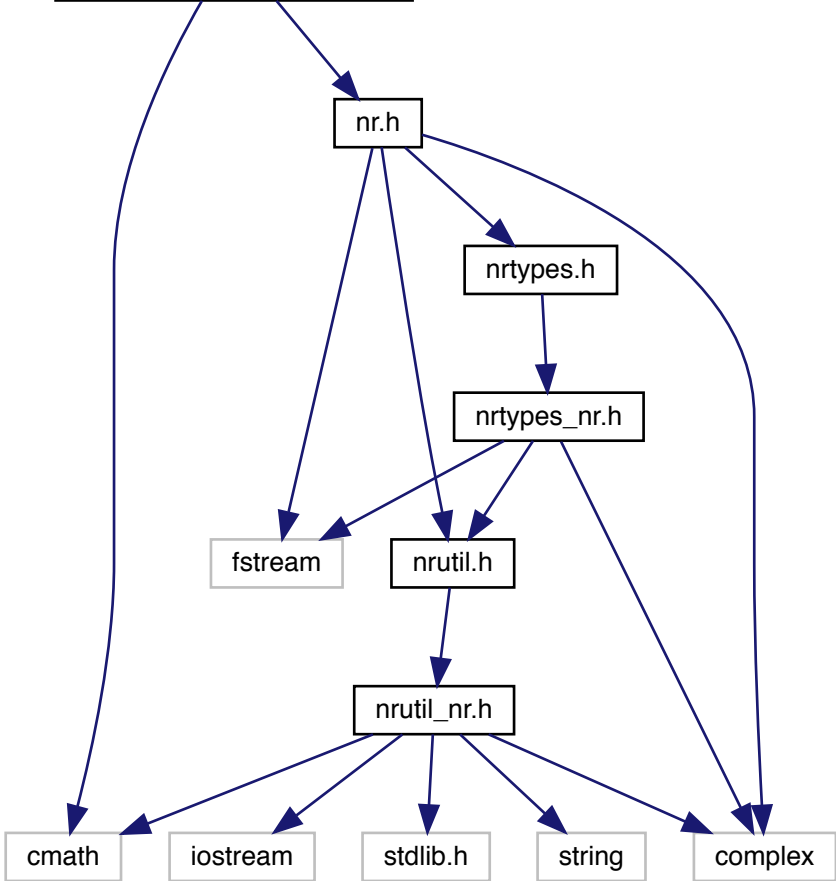 nr.h
nrtypes.h
nrtypes_nr.h
fstream
nrutil.h
nrutil_nr.h
cmath
iostream
stdlib.h
string
complex